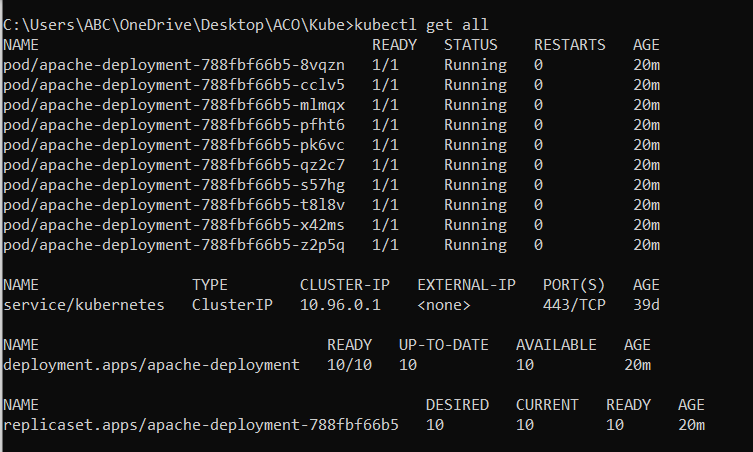 C:\Users\ABC\OneDrive\Desktop\ACO\Kube>kubectl get all
NAME READY STATUS RESTARTS AGE
pod/apache-deployment-788fbf66b5-8vqzn 1/1 Running 0 20m
pod/apache-deployment-788fbf66b5-cclv5 1/1 Running 0 20m
pod/apache-deployment-788fbf66b5-mlmqx 1/1 Running 0 20m
pod/apache-deployment-788fbf66b5-pfht6 1/1 Running 0 20m
pod/apache-deployment-788fbf66b5-pk6vc 1/1 Running 0 20m
pod/apache-deployment-788fbf66b5-qz2c7 1/1 Running 0 20m
pod/apache-deployment-788fbf66b5-s57hg 1/1 Running 0 20m
pod/apache-deployment-788fbf66b5-t8l8v 1/1 Running 0 20m
pod/apache-deployment-788fbf66b5-x42ms 1/1 Running 0 20m
pod/apache-deployment-788fbf66b5-z2p5q 1/1 Running 0 20m
NAME TYPE CLUSTER-IP EXTERNAL-IP PORT(S) AGE
service/kubernetes ClusterIP 10.96.0.1 <none> 443/TCP 39d
NAME READY UP-TO-DATE AVAILABLE AGE
deployment.apps/apache-deployment 10/10 10 10 20m
NAME DESIRED CURRENT READY AGE
replicaset.apps/apache-deployment-788fbf66b5 10 10 10 20m